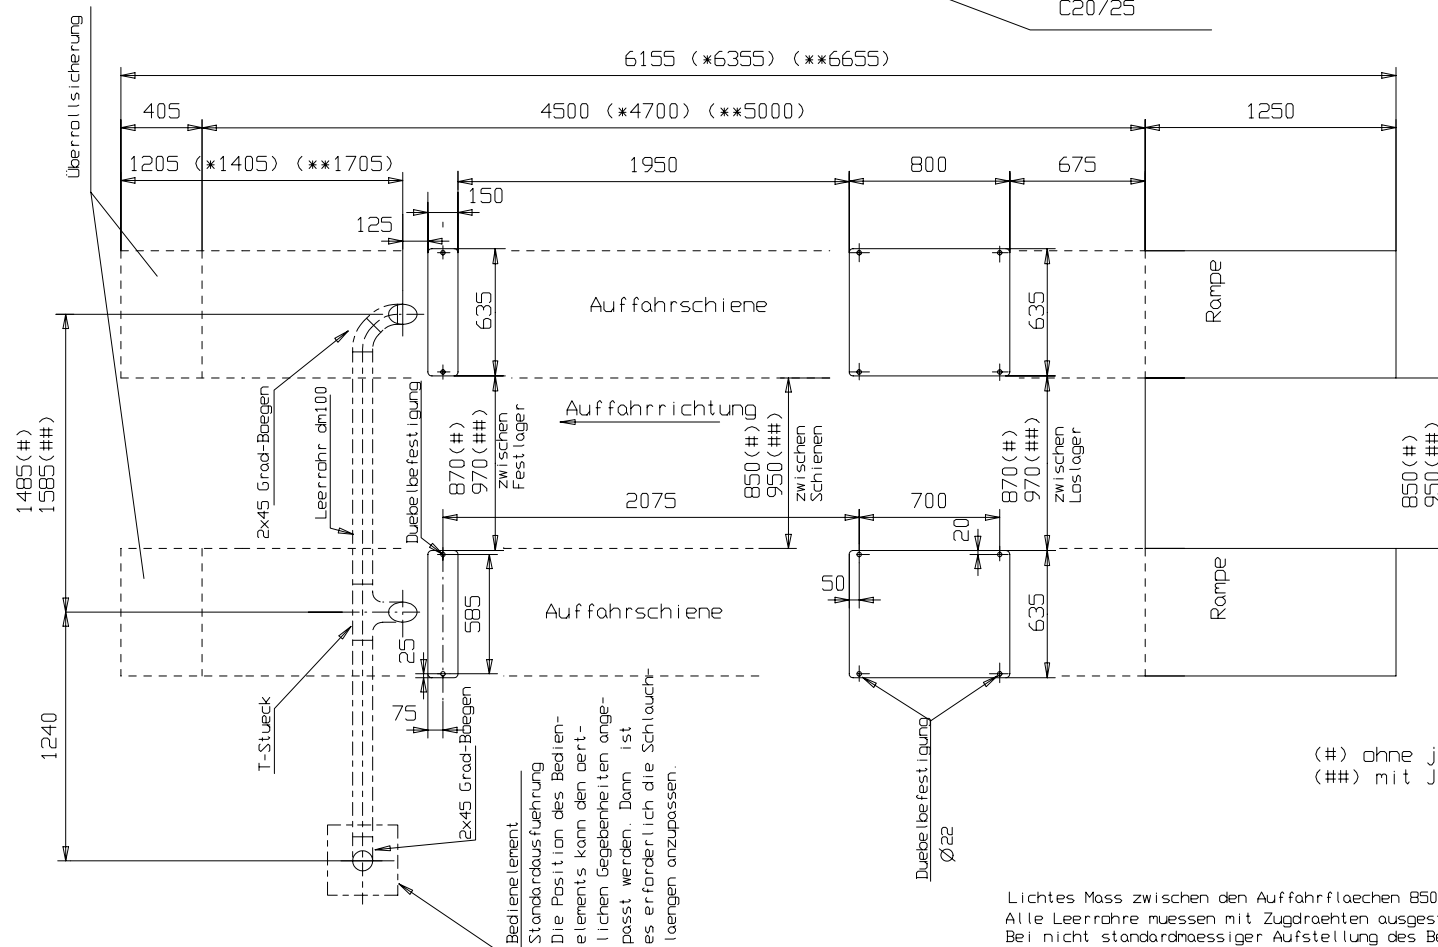 C20/25
6155 (*6355) (**6655)
405
4500 (*4700) (**5000)
1250
1205 (*1405) (**1705)
1950
800
675
150
125
Überrollsicherung
635
Auffahrschiene
635
Rampe
2x45 Grad-Boegen
Leerrohr dn100
Duebelbefestigung
Auffahrrichtung
870(#)
970(##)
zwischen
Festlager
850(#)
950(##)
zwischen
Schienen
870(#)
970(##)
zwischen
Loslager
850(#)
950(##)
1485(#)
1585(##)
2075
700
20
50
585
Auffahrschiene
635
Rampe
25
75
T-Stueck
1240
2x45 Grad-Boegen
Bedienelement
Standardausfuehrung
Die Position des Bedien-
elements kann den oert-
lichen Gegebenheiten ange-
passt werden. Dann ist
es erforderlich die Schlauch-
laengen anzupassen.
Duebelbefestigung
Ø22
(#) ohne j
(##) mit J
Lichtes Mass zwischen den Auffahrflaechen 850
Alle Leerrohre muessen mit Zugdraehten ausges
Bei nicht standardmaessiger Aufstellung des Be